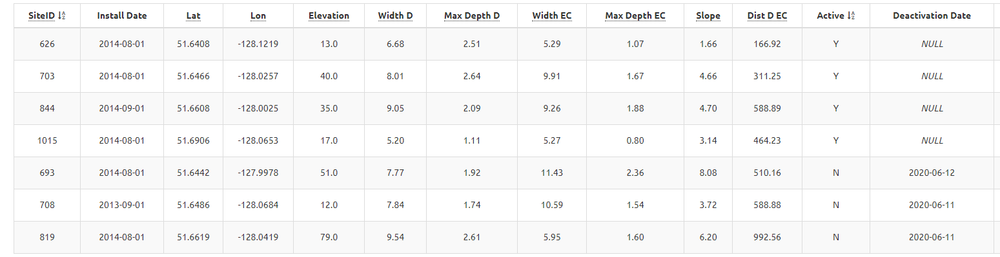 SiteID Install Date Lat Lon Elevation Width D Max Depth D Width EC Max Depth EC Slope Dist D EC Active Deactivation Date
626 2014-08-01 51.6408 -128.1219 13.0 6.68 2.51 5.29 1.07 1.66 166.92 Y NULL
703 2014-08-01 51.6466 -128.0257 40.0 8.01 2.64 9.91 1.67 4.66 311.25 Y NULL
844 2014-09-01 51.6608 -128.0025 35.0 9.05 2.09 9.26 1.88 4.70 588.89 Y NULL
1015 2014-08-01 51.6906 -128.0653 17.0 5.20 1.11 5.27 0.80 3.14 464.23 Y NULL
693 2014-08-01 51.6442 -127.9978 51.0 7.77 1.92 11.43 2.36 8.08 510.16 N 2020-06-12
708 2013-09-01 51.6486 -128.0684 12.0 7.84 1.74 10.59 1.54 3.72 588.88 N 2020-06-11
819 2014-08-01 51.6619 -128.0419 79.0 9.54 2.61 5.95 1.60 6.20 992.56 N 2020-06-11